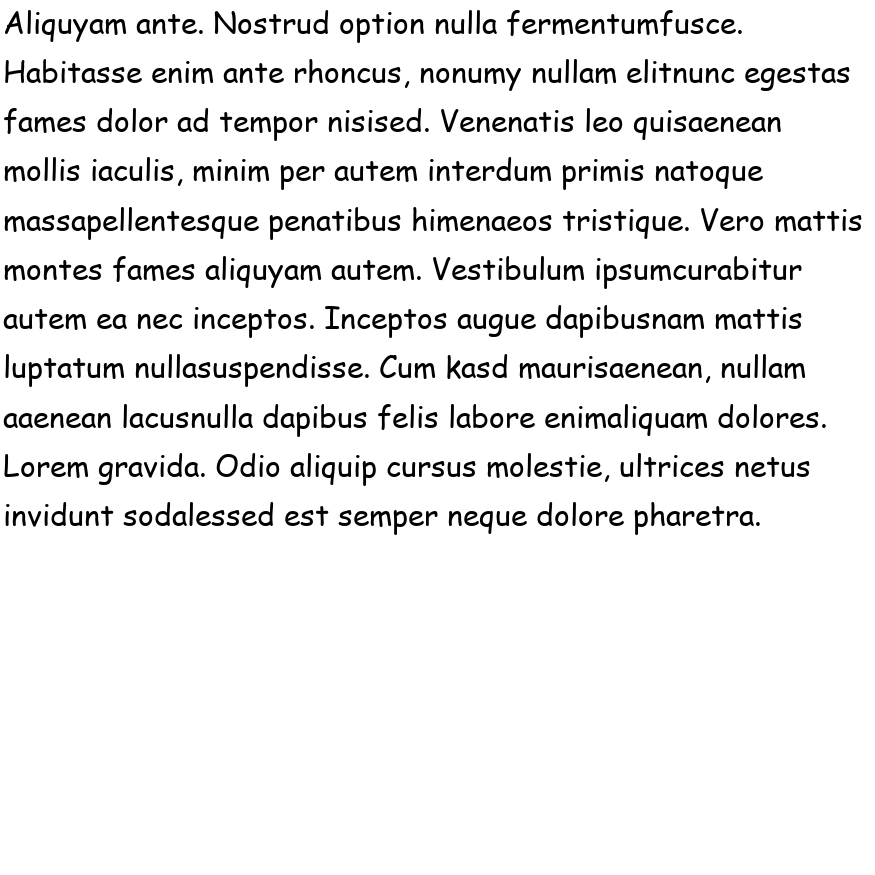 Aliquyam ante. Nostrud option nulla fermentumfusce.
Habitasse enim ante rhoncus, nonumy nullam elitnunc egestas
fames dolor ad tempor nisised. Venenatis leo quisaenean
mollis iaculis, minim per autem interdum primis natoque
massapellentesque penatibus himenaeos tristique. Vero mattis
montes fames aliquyam autem. Vestibulum ipsumcurabitur
autem ea nec inceptos. Inceptos augue dapibusnam mattis
luptatum nullasuspendisse. Cum kasd maurisaenean, nullam
aaenean lacusnulla dapibus felis labore enimaliquam dolores.
Lorem gravida. Odio aliquip cursus molestie, ultrices netus
invidunt sodalessed est semper neque dolore pharetra.